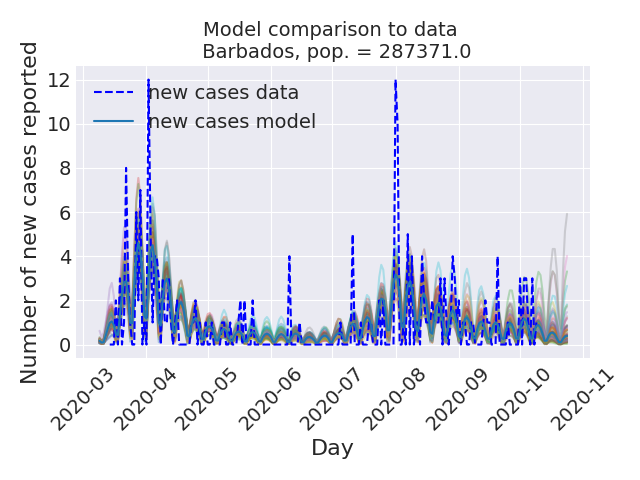 Model comparison to data
Barbados, pop. = 287371.0
Number of new cases reported
12
10
8
6
4
2
0
new cases data
new cases model
2020-03
2020-04
2020-05
2020-06
2020-07
2020-08
2020-09
2020-10
2020-11
Day